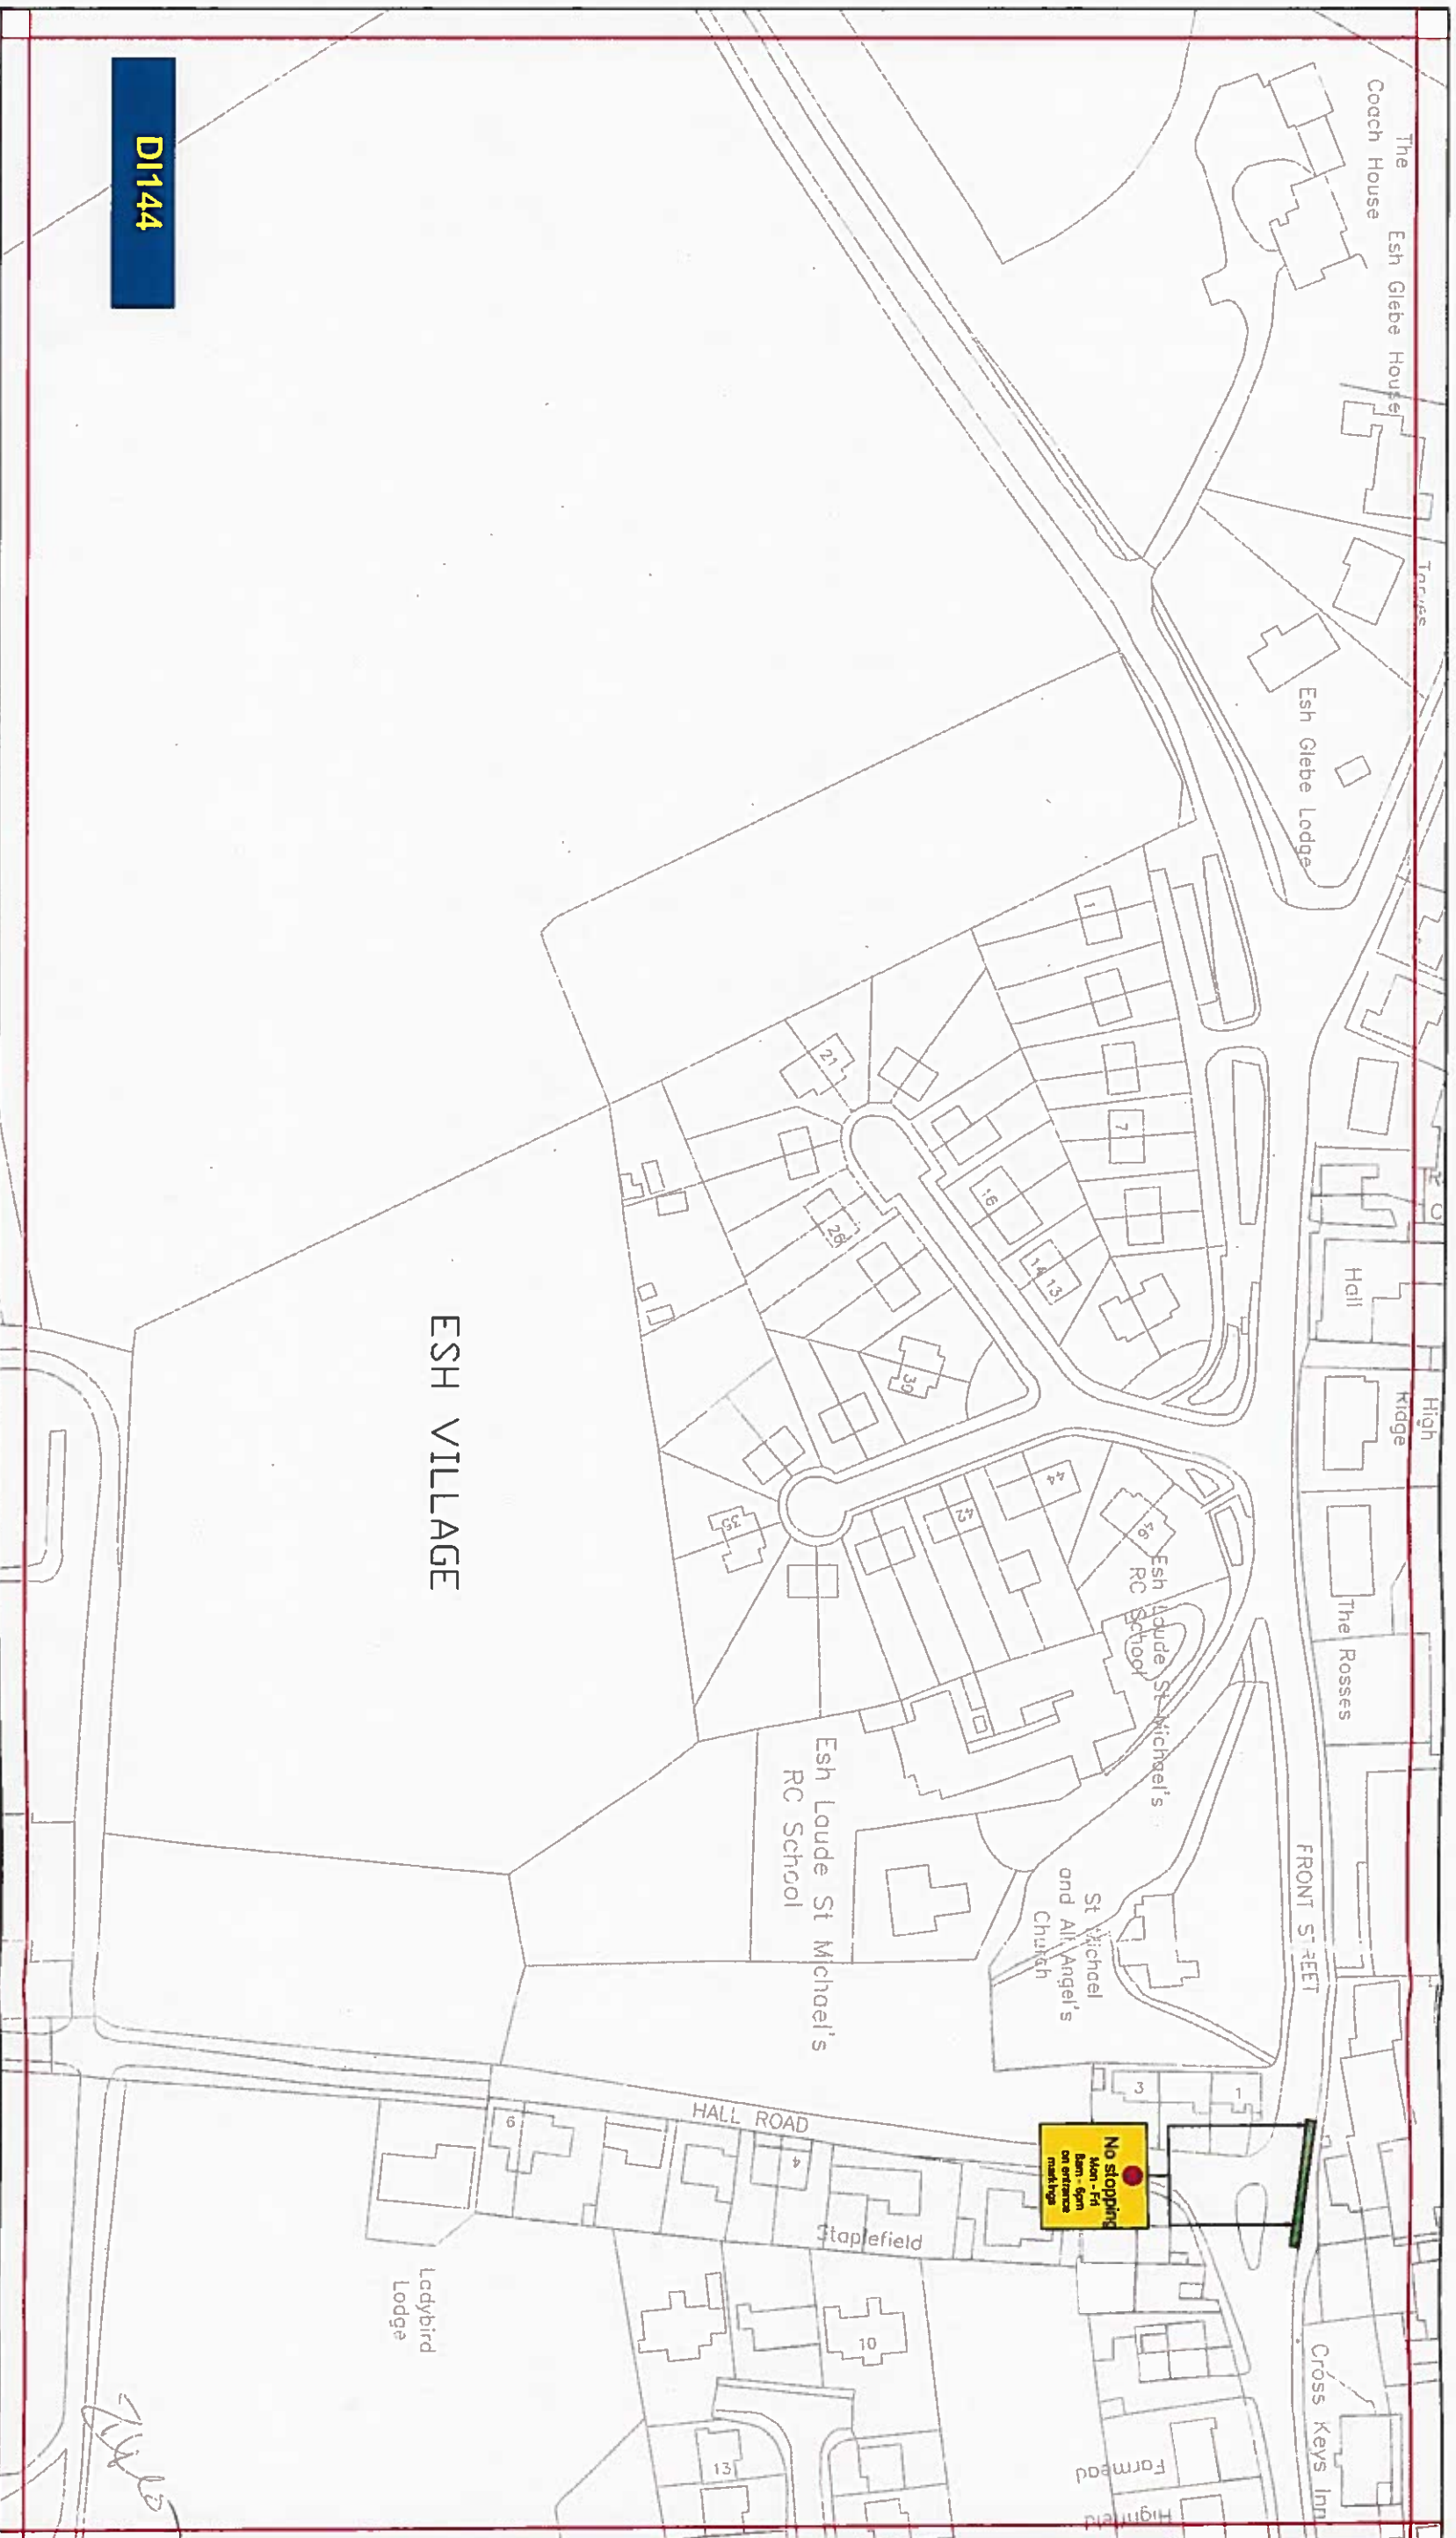 DI144
The
Coach House
Esh Glebe House
Esh Glebe Lodge
1
7
21
16
14 13
26
30
Hall
High
Ridge
The Rosses
44
42
46
35
Esh Laude St Michael's
RC School
Esh Laude St Michael's
RC School
ESH VILLAGE
St Michael
and All Angel's
Church
FRONT STREET
3
1
HALL ROAD
No stopping
Mon - Fri
8am - 6pm
on entrance
markings
6
4
Staplefield
Ladybird
Lodge
10
13
Cross Keys Inn
Farmead
Highfield